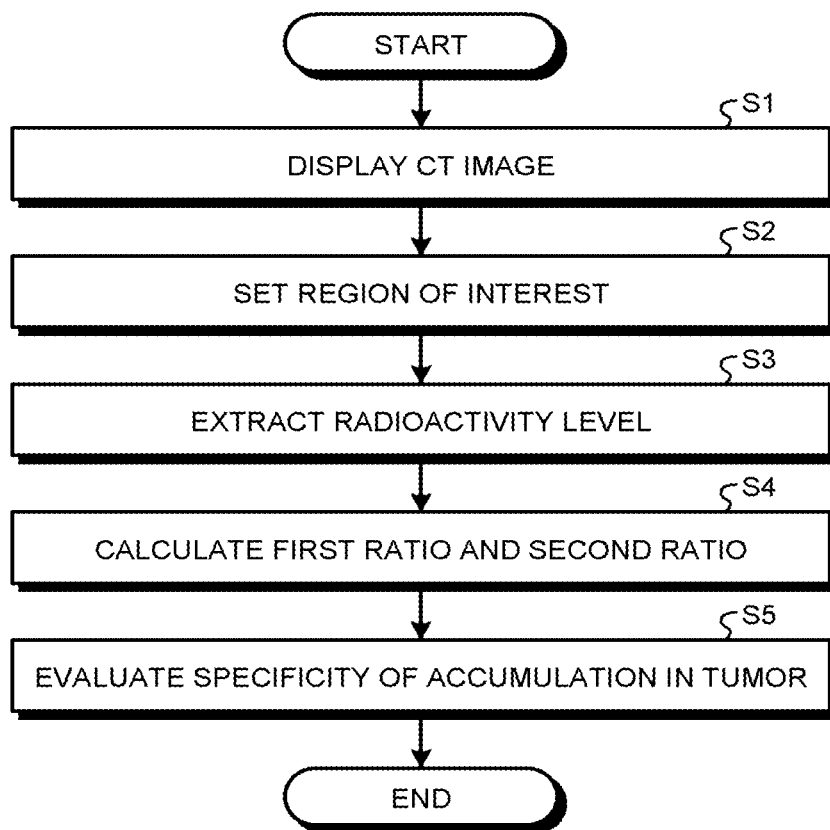 START
S1
DISPLAY CT IMAGE
S2
SET REGION OF INTEREST
S3
EXTRACT RADIOACTIVITY LEVEL
S4
CALCULATE FIRST RATIO AND SECOND RATIO
S5
EVALUATE SPECIFICITY OF ACCUMULATION IN TUMOR
END